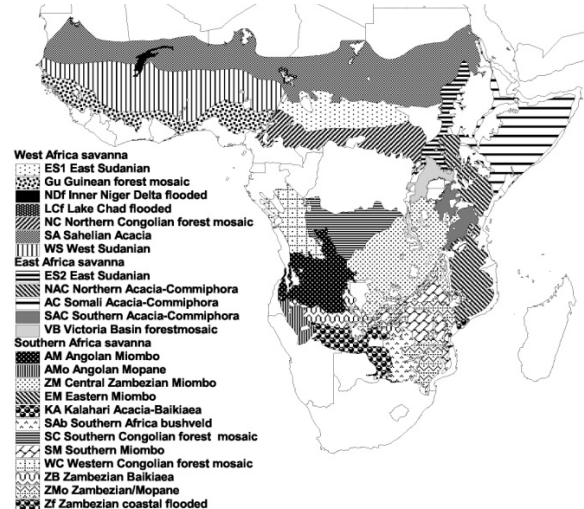 West Africa savanna
ES1 East Sudanian
Gu Guinean forest mosaic
NDf Inner Niger Delta flooded
LCf Lake Chad flooded
NC Northern Congolian forest mosaic
SA Sahelian Acacia
WS West Sudanian
East Africa savanna
ES2 East Sudanian
NAC Northern Acacia-Commiphora
AC Somali Acacia-Commiphora
SAC Southern Acacia-Commiphora
VB Victoria Basin forestmosaic
Southern Africa savanna
AM Angolan Miombo
AMo Angolan Mopane
ZM Central Zambezian Miombo
EM Eastern Miombo
KA Kalahari Acacia-Baikiaea
SAb Southern Africa bushveld
SC Southern Congolian forest mosaic
SM Southern Miombo
WC Western Congolian forest mosaic
ZB Zambezian Baikiaea
ZMo Zambezian/Mopane
Zf Zambezian coastal flooded